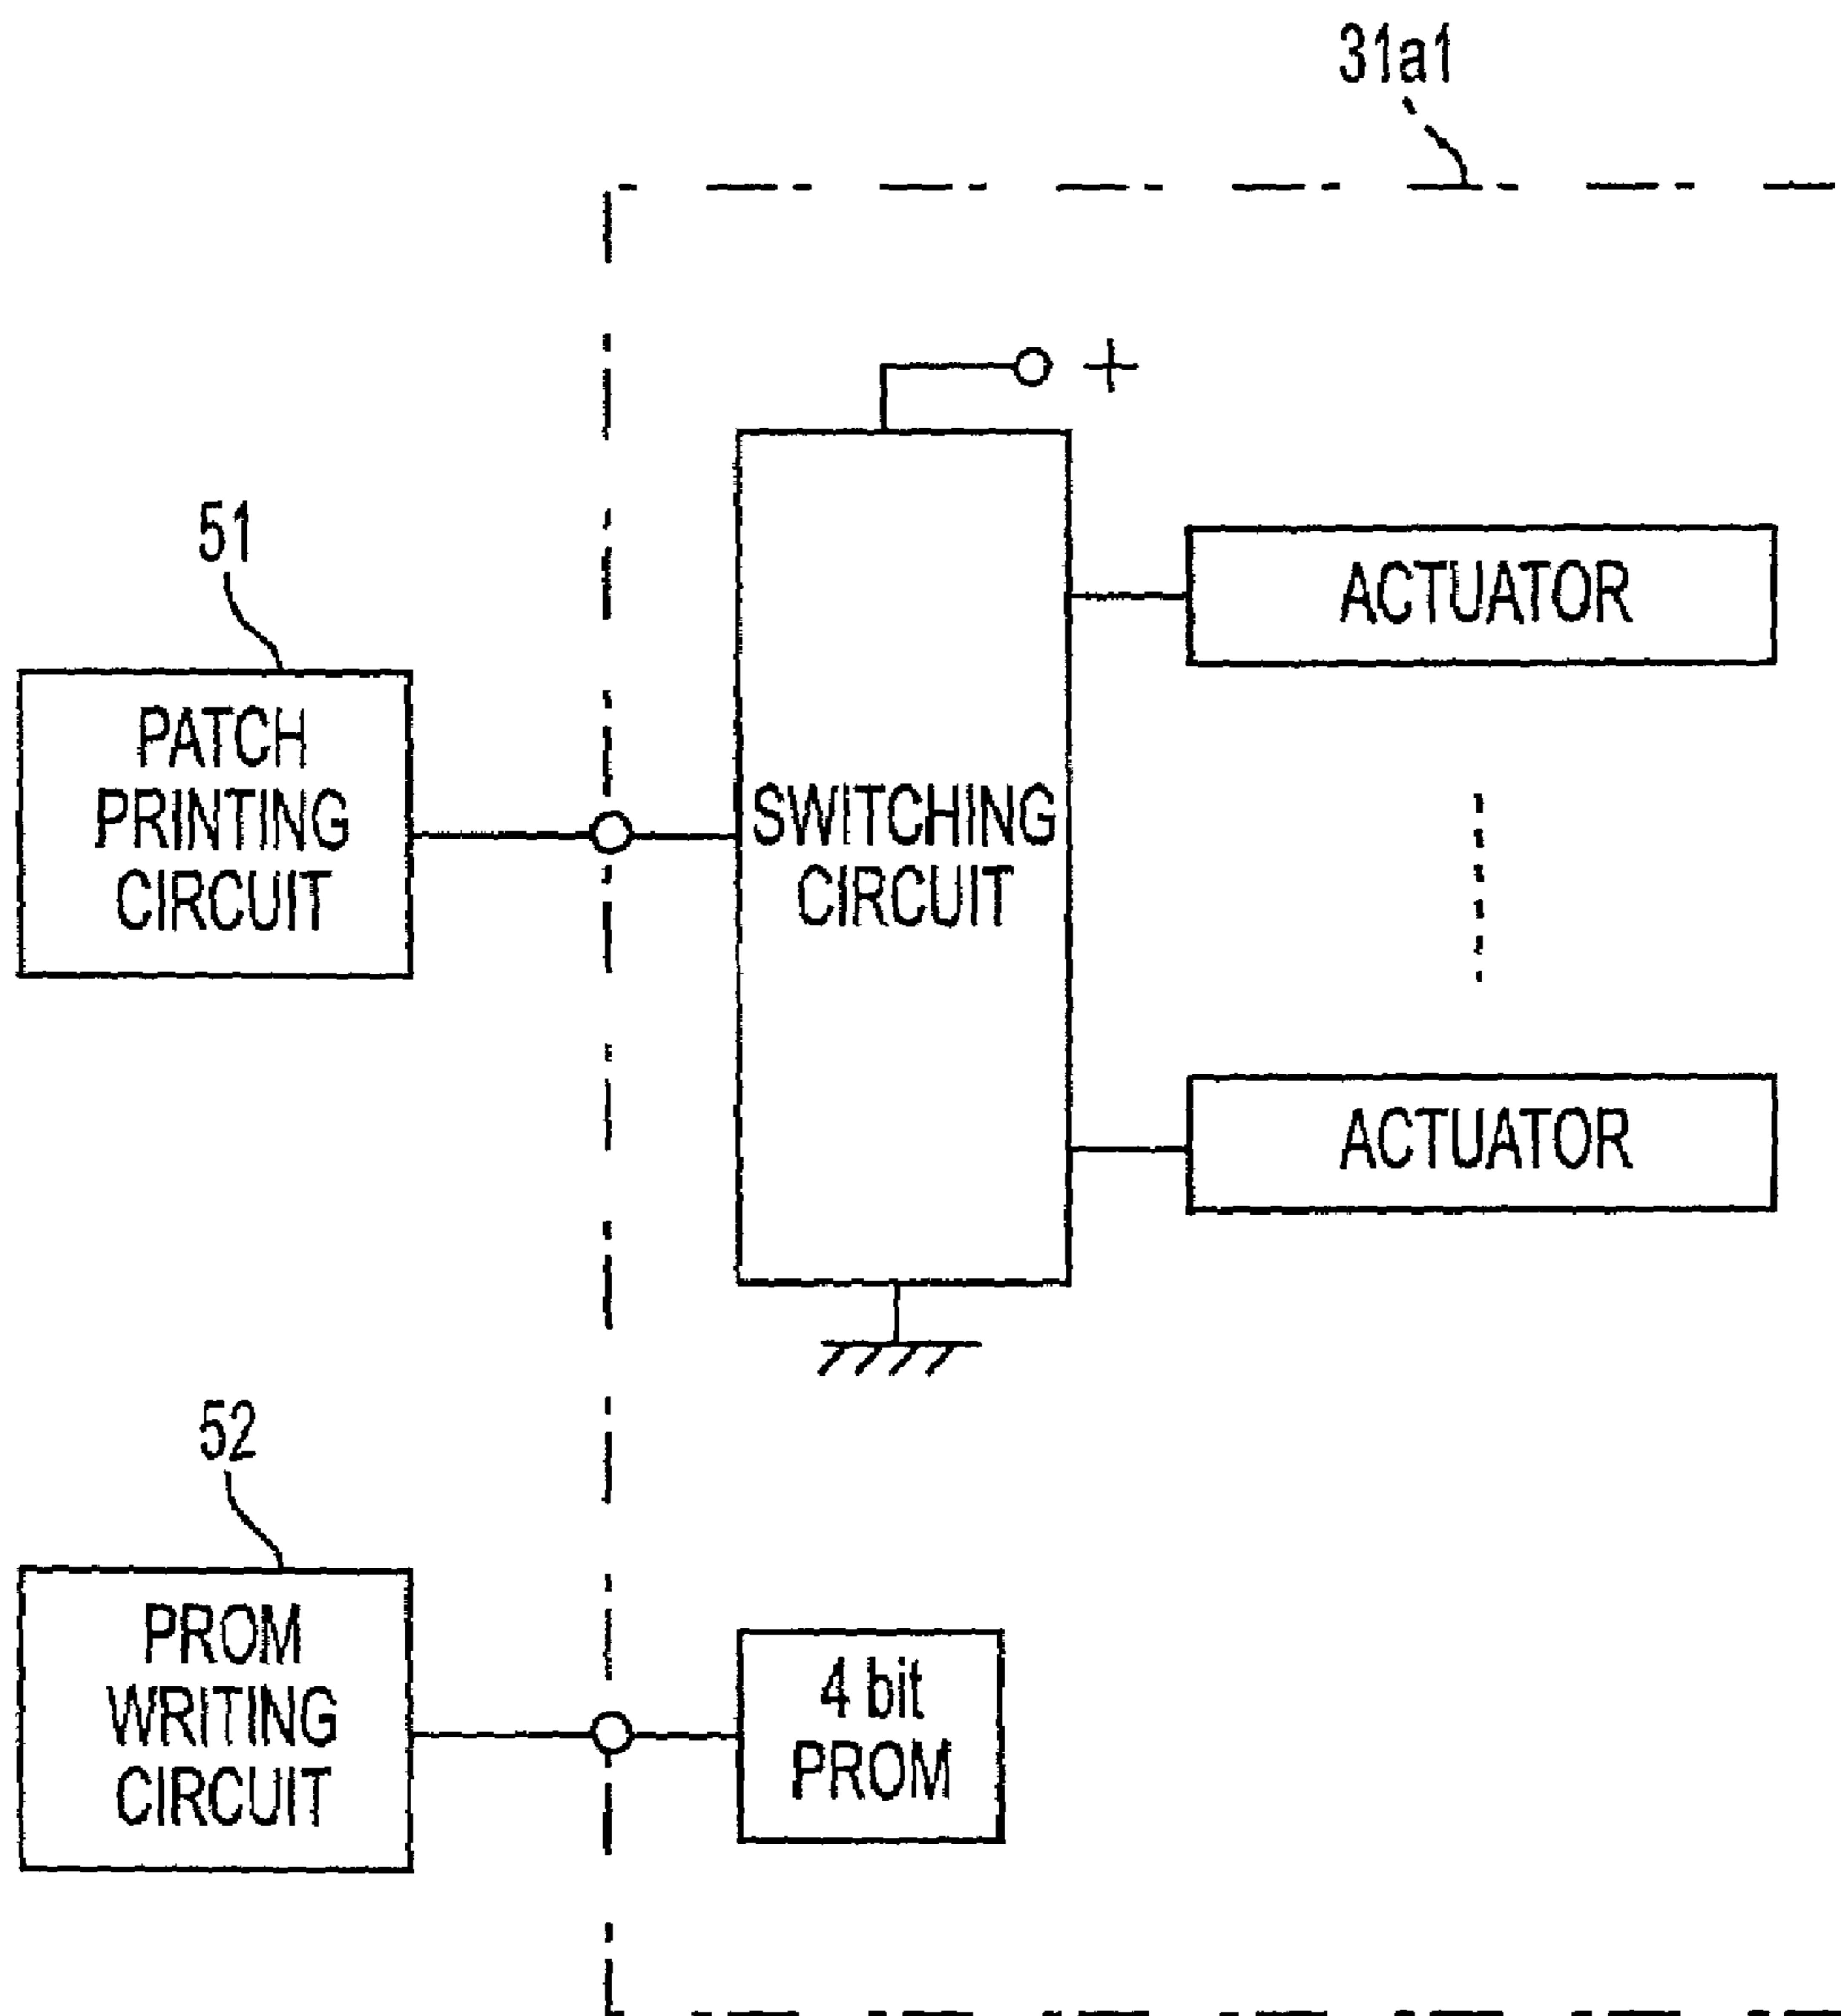 31a1
+
51
PATCH
PRINTING
CIRCUIT
SWITCHING
CIRCUIT
ACTUATOR
ACTUATOR
52
PROM
WRITING
CIRCUIT
4 bit
PROM